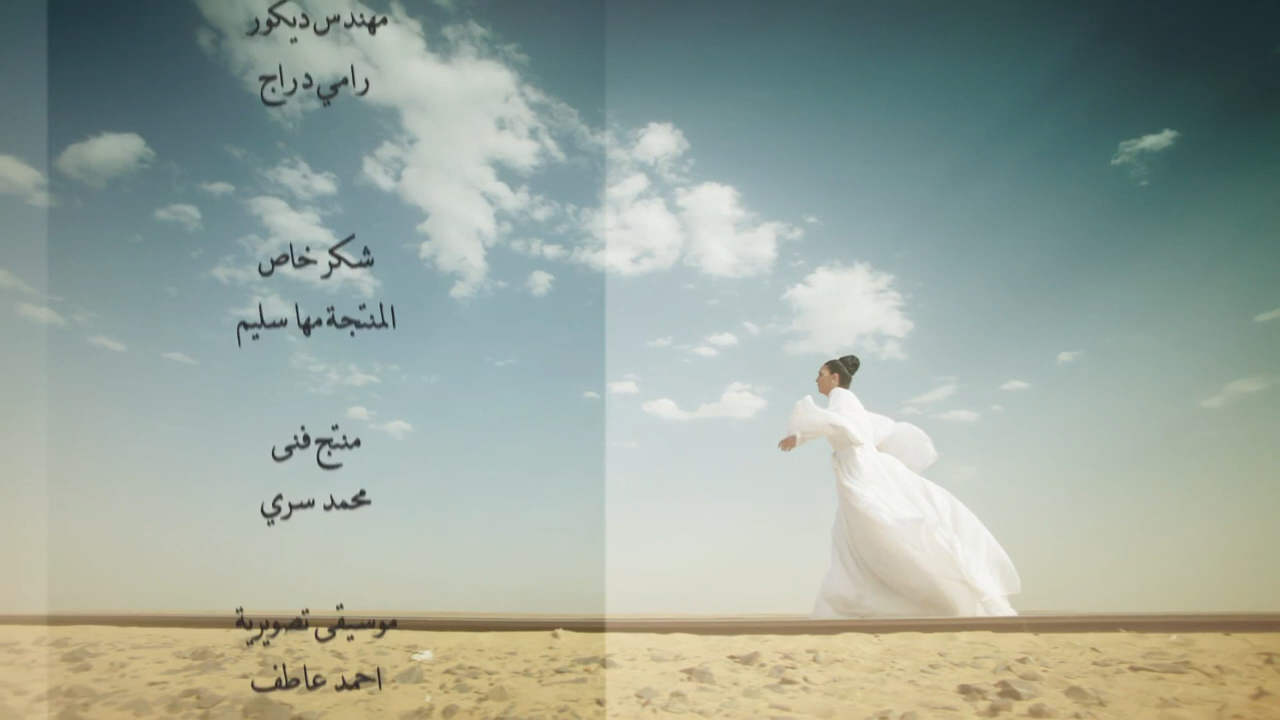 مهندس ديكور
رامي دراج
شكر خاص
المنتجة مها سليم
منتج فنى
محمد سري
موسيقى تصويرية
احمد عاطف